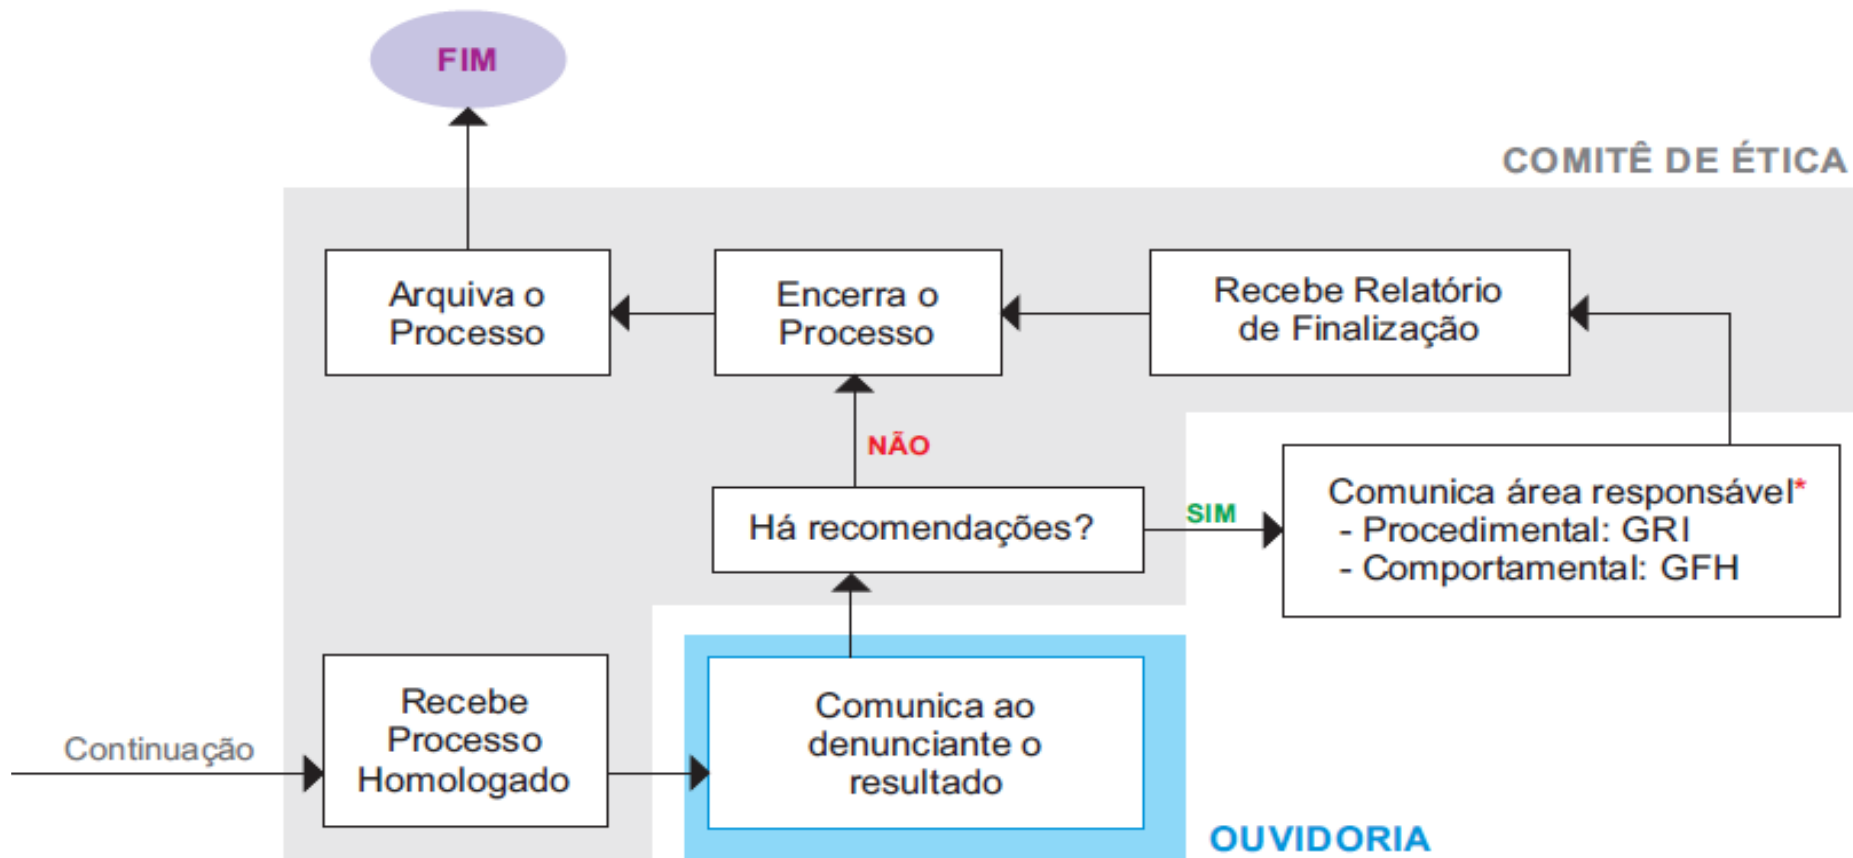 FIM
COMITÊ DE ÉTICA
Arquiva o
Processo
Encerra o
Processo
Recebe Relatório
de Finalização
NÃO
Há recomendações?
SIM
Comunica área responsável*
- Procedimental: GRI
- Comportamental: GFH
Continuação
Recebe
Processo
Homologado
Comunica ao
denunciante o
resultado
OUVIDORIA